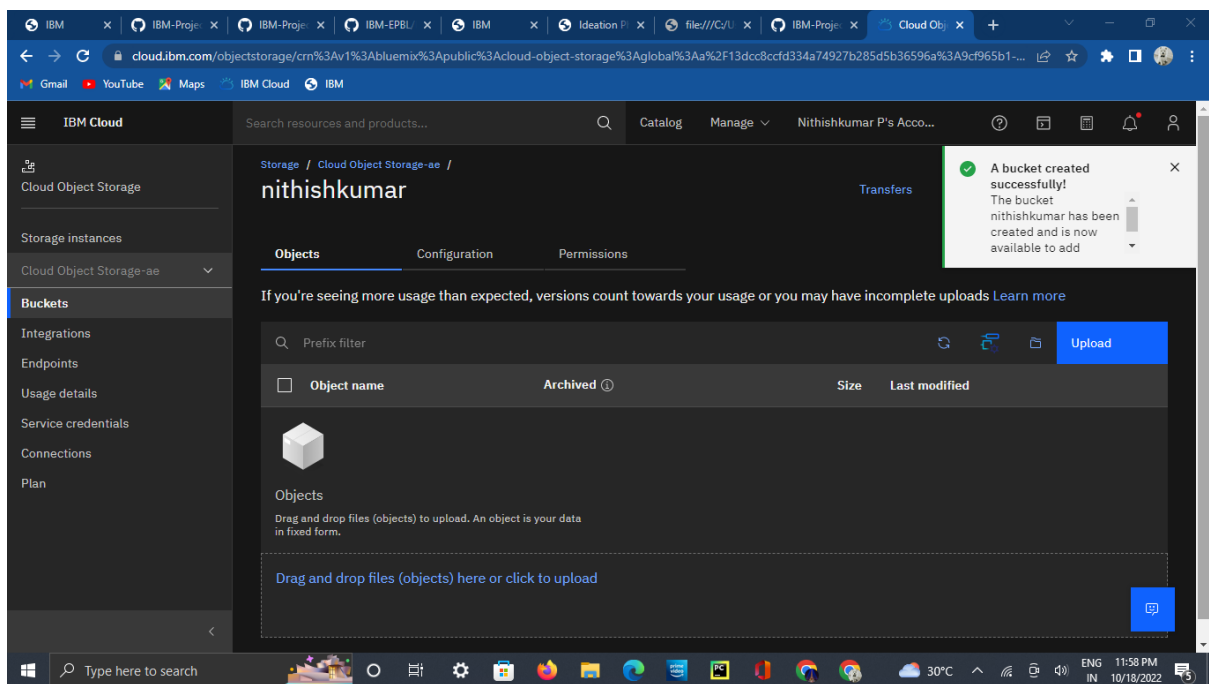 IBM
IBM-Projec
IBM-Projec
IBM-EPBL/
IBM
Ideation Pl
file:///C:/U
IBM-Projec
Cloud Obj
cloud.ibm.com/objectstorage/crn%3Av1%3Abluemix%3Apublic%3Acloud-object-storage%3Aglobal%3Aa%2F13dcc8ccfd334a74927b285d5b36596a%3A9cf965b1-...
Gmail
YouTube
Maps
IBM Cloud
IBM
IBM Cloud
Search resources and products...
Catalog
Manage
Nithishkumar P's Acco...
Cloud Object Storage
Storage instances
Cloud Object Storage-ae
Buckets
Integrations
Endpoints
Usage details
Service credentials
Connections
Plan
Storage / Cloud Object Storage-ae /
nithishkumar
Transfers
A bucket created
successfully!
The bucket
nithishkumar has been
created and is now
available to add
Objects
Configuration
Permissions
If you're seeing more usage than expected, versions count towards your usage or you may have incomplete uploads Learn more
Prefix filter
Upload
Object name
Archived
Size
Last modified
Objects
Drag and drop files (objects) to upload. An object is your data
in fixed form.
Drag and drop files (objects) here or click to upload
Type here to search
30°C
ENG
IN
11:58 PM
10/18/2022
5